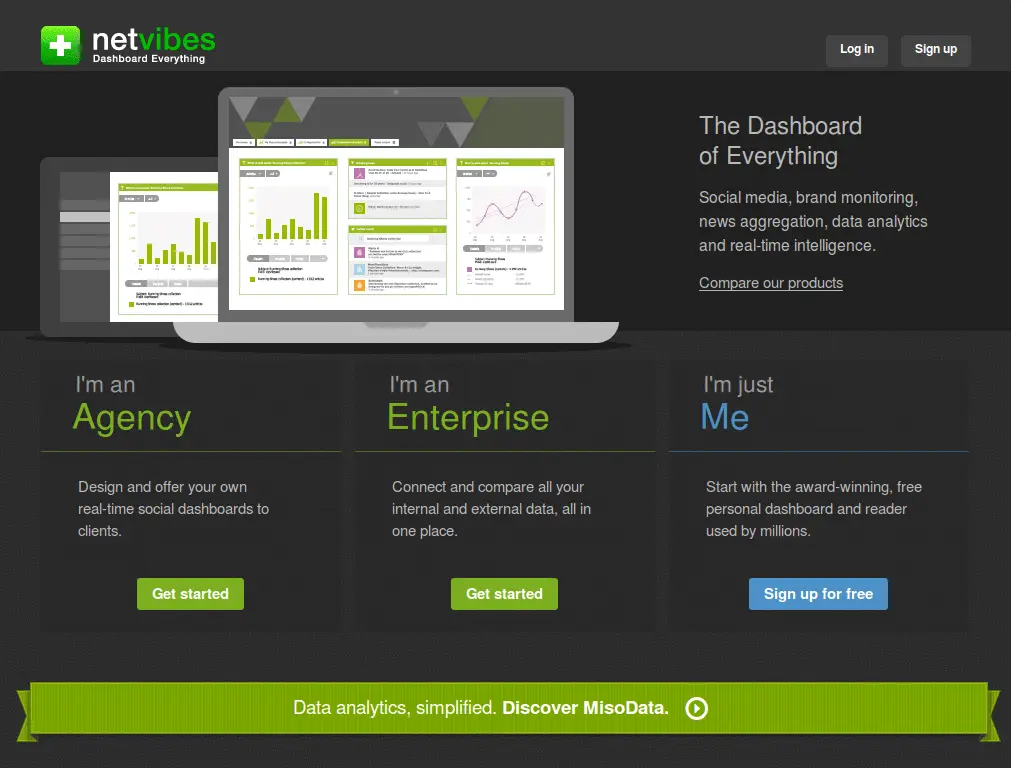 netvibes
Dashboard Everything
Log in
Sign up
The Dashboard
of Everything
Social media, brand monitoring,
news aggregation, data analytics
and real-time intelligence.
Compare our products
I'm an
Agency
Design and offer your own
real-time social dashboards to
clients.
Get started
I'm an
Enterprise
Connect and compare all your
internal and external data, all in
one place.
Get started
I'm just
Me
Start with the award-winning, free
personal dashboard and reader
used by millions.
Sign up for free
Data analytics, simplified. Discover MisoData.